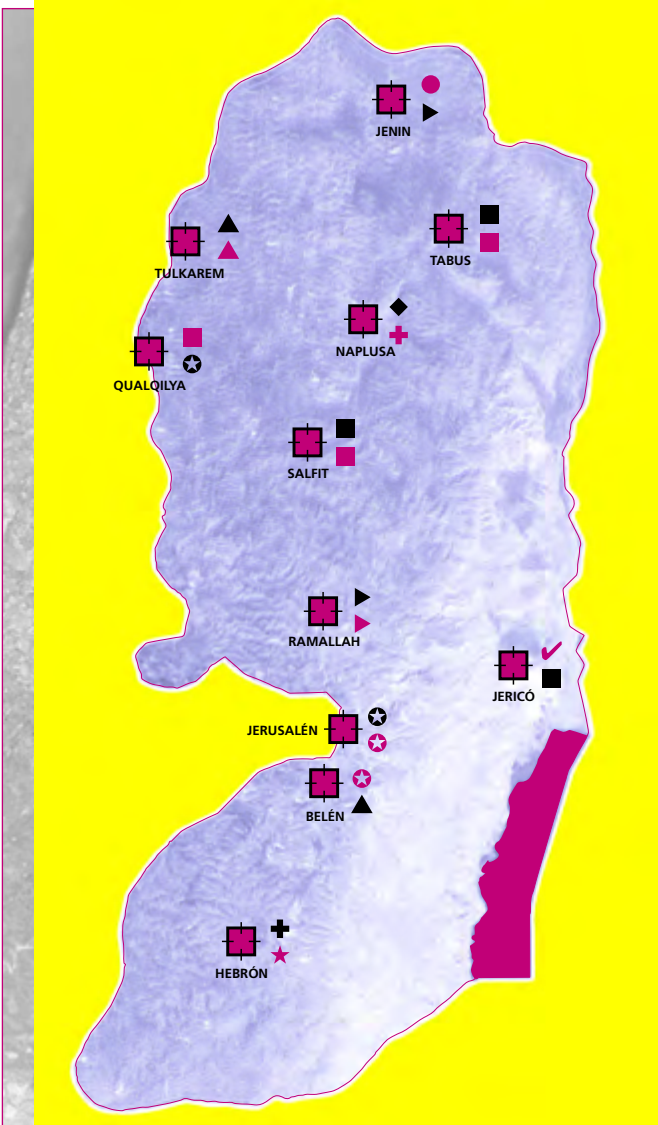 JENIN
TULKAREM
TABUS
NAPLUSA
QUALQILYA
SALFIT
RAMALLAH
JERICÓ
JERUSALÉN
BELÉN
HEBRÓN